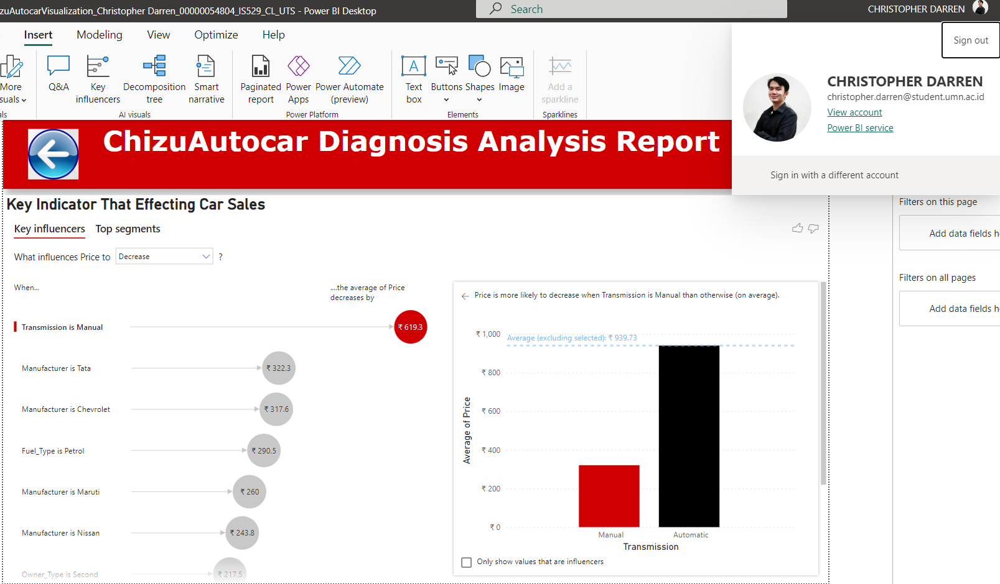 zuAutocarVisualization_Christopher Darren_00000054804_IS529_CL_UTS - Power BI Desktop
Search
CHRISTOPHER DARREN
Insert
Modeling
View
Optimize
Help
Sign out
More
suals
Q&A
Key
influencers
Decomposition
tree
Smart
narrative
Paginated
report
Power
Apps
Power Automate
(preview)
Text
box
Buttons
Shapes
Image
Add a
sparkline
als
AI visuals
Power Platform
Elements
Sparklines
CHRISTOPHER DARREN
christopher.darren@student.umn.ac.id
View account
Power BI service
Sign in with a different account
ChizuAutocar Diagnosis Analysis Report
Key Indicator That Effecting Car Sales
Key influencers
Top segments
What influences Price to
Decrease
?
When...
....the average of Price
decreases by
Transmission is Manual
₹ 619.3
Manufacturer is Tata
₹ 322.3
Manufacturer is Chevrolet
₹ 317.6
Fuel_Type is Petrol
₹ 290.5
Manufacturer is Maruti
₹ 260
Manufacturer is Nissan
₹ 243.8
Owner_Type is Second
₹ 217.5
Price is more likely to decrease when Transmission is Manual than otherwise (on average).
Average (excluding selected): ₹ 939.73
₹ 1,000
₹ 800
₹ 600
₹ 400
₹ 200
₹ 0
Average of Price
Manual
Automatic
Transmission
Only show values that are influencers
Filters on this page
Add data fields h
Filters on all pages
Add data fields h